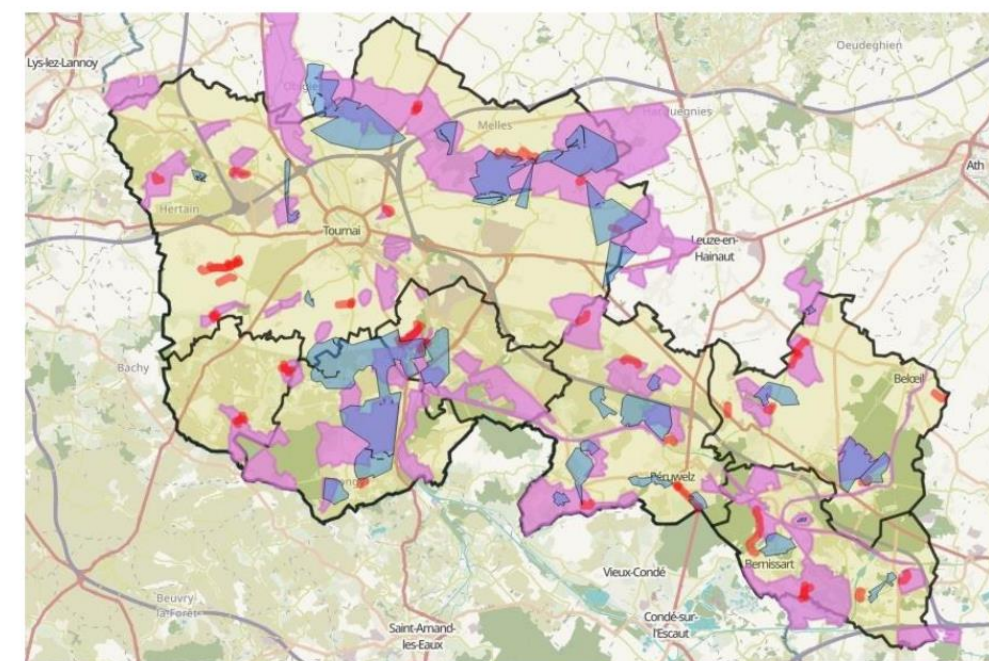 Oeudeghien
Lys-lez-Lannoy
Hacquegnies
Melles
Ath
Hertain
Tournai
Leuze-en-
Hainaut
Bachy
Belœil
Péruwelz
Bernissart
Vieux-Condé
Beuvry-
la-Forêt
Condé-sur-
l'Escaut
Saint-Amand-
les-Eaux